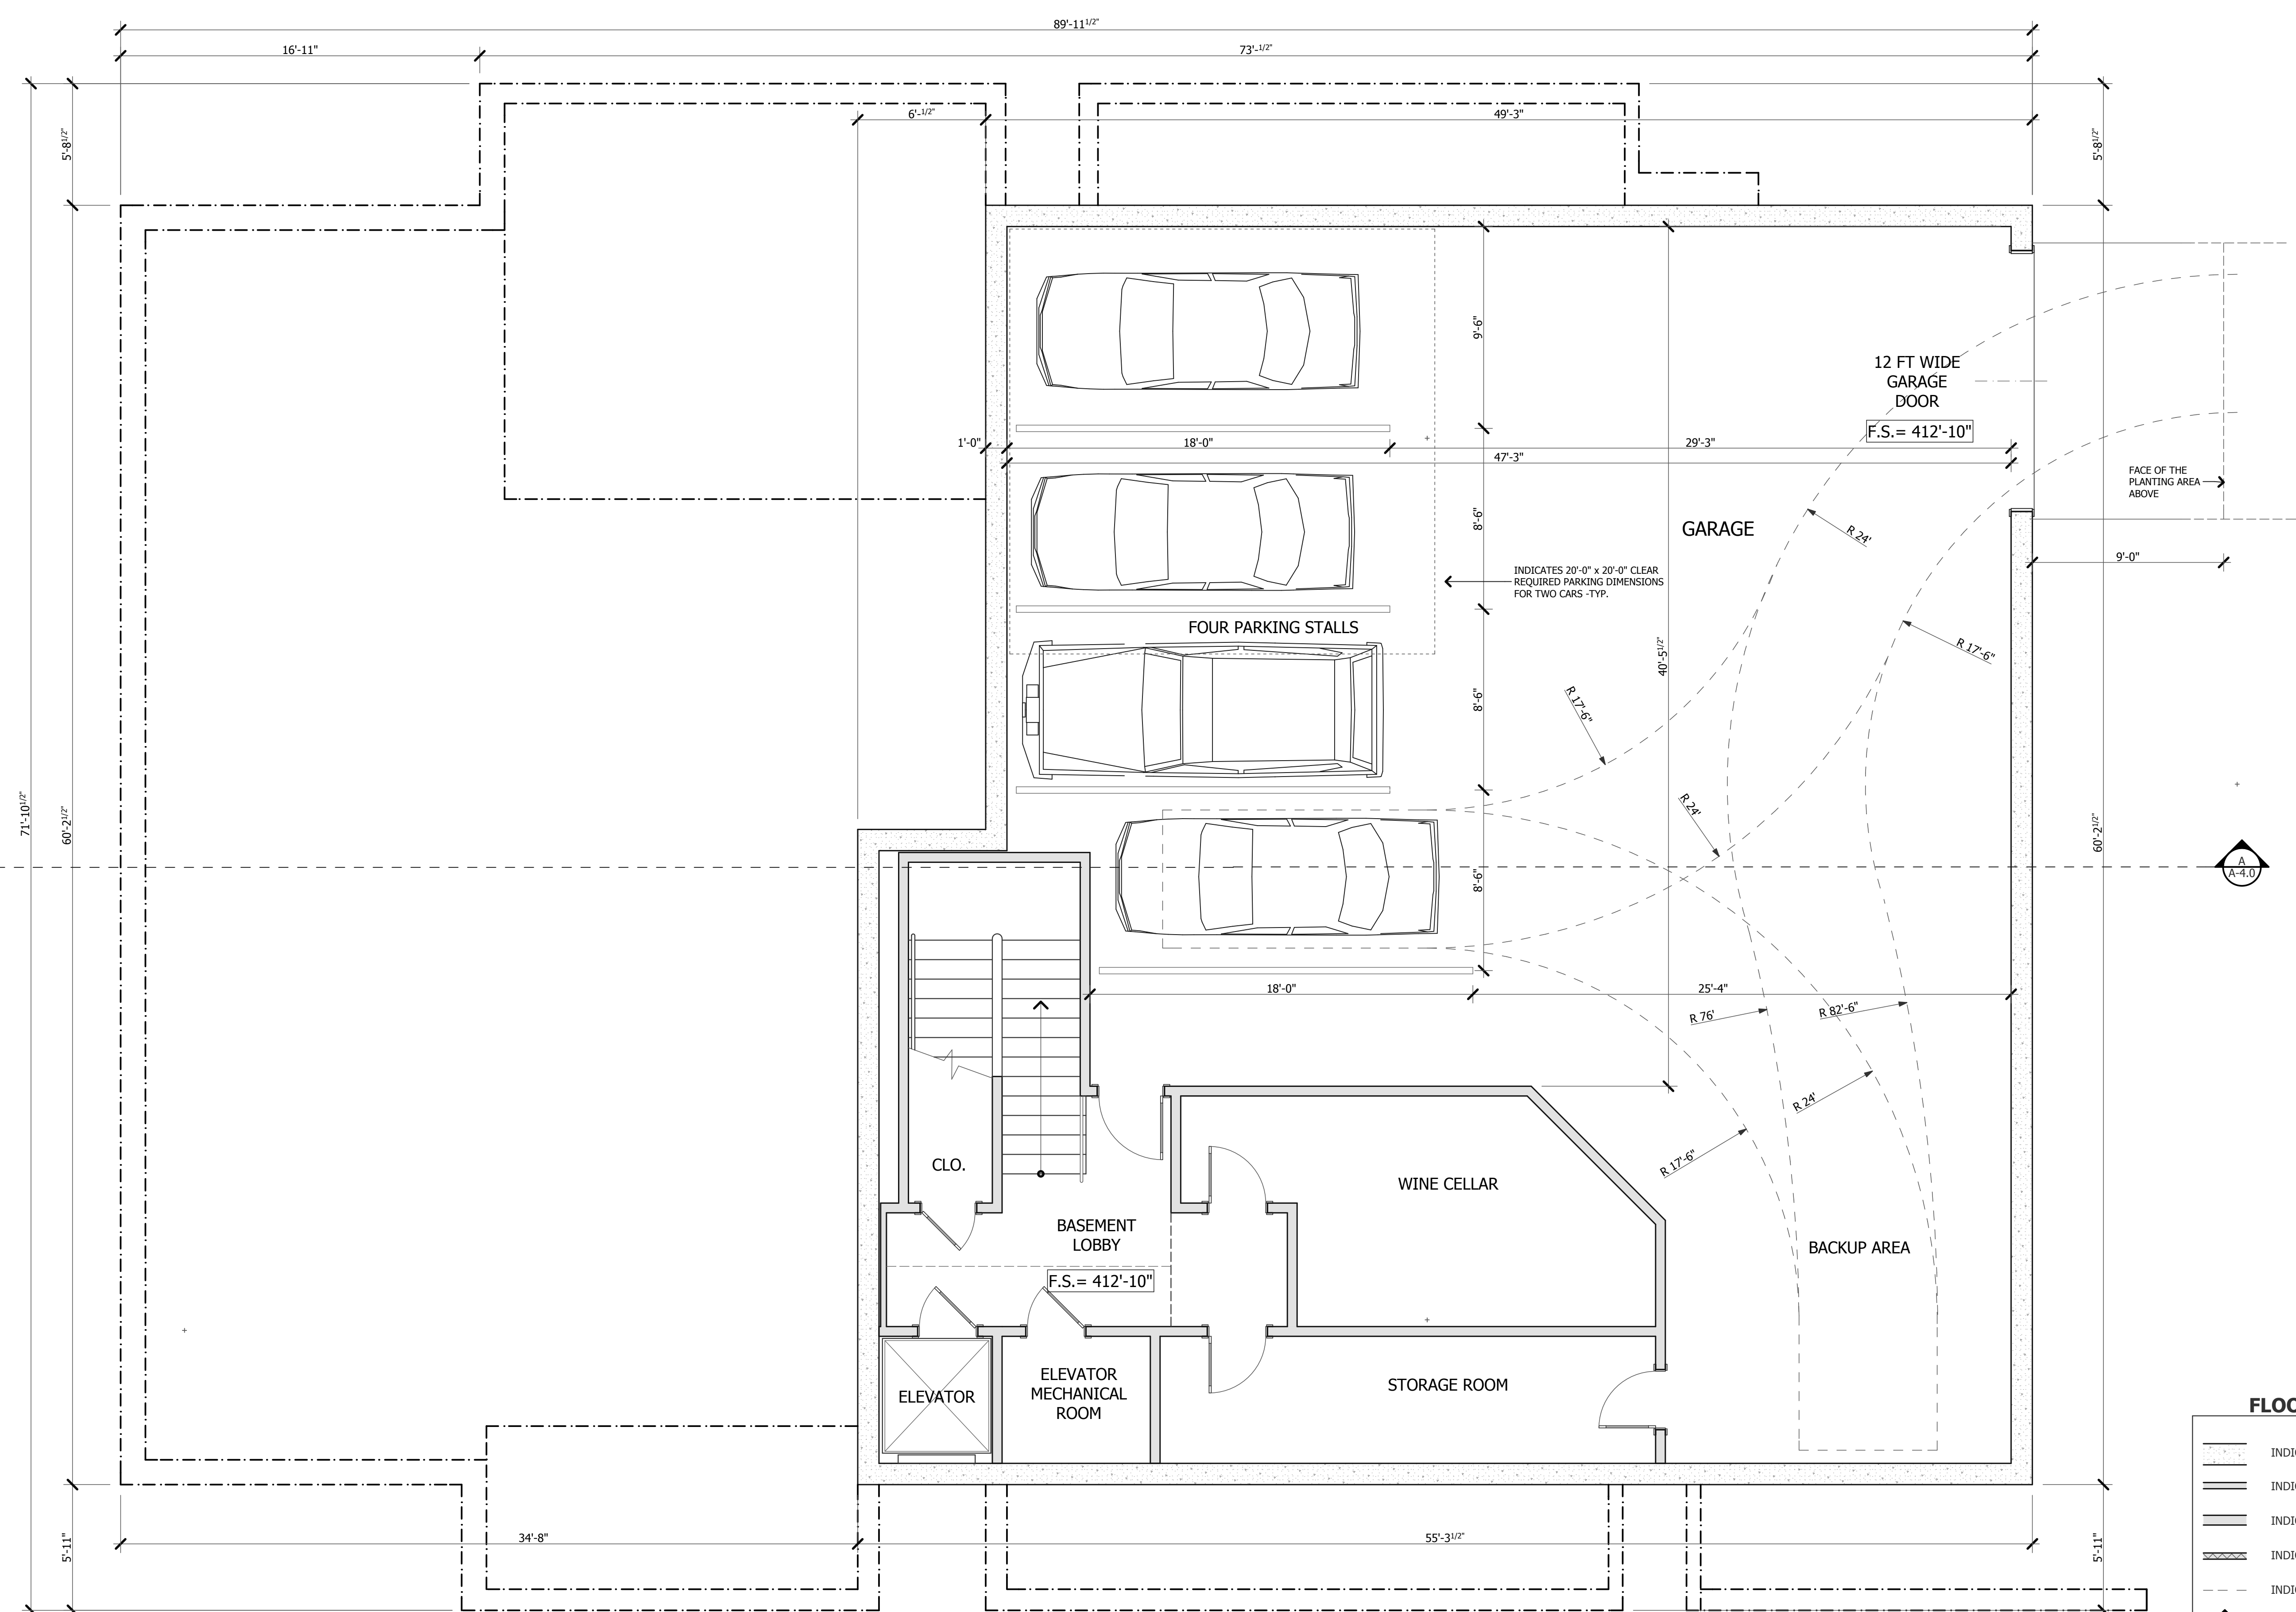 89'-11 1/2"
16'-11"
73'- 1/2"
6'- 1/2"
49'-3"
5'-8 1/2"
5'-8 1/2"
9'-6"
12 FT WIDE
GARAGE
DOOR
F.S.= 412'-10"
1'-0"
18'-0"
29'-3"
47'-3"
FACE OF THE
PLANTING AREA
ABOVE
8'-6"
GARAGE
R 24'
9'-0"
INDICATES 20'-0" x 20'-0" CLEAR
REQUIRED PARKING DIMENSIONS
FOR TWO CARS -TYP.
FOUR PARKING STALLS
40'-5 1/2"
R 17'-6"
8'-6"
R 17'-6"
R 24'
71'-10 1/2"
60'-2 1/2"
60'-2 1/2"
A
A-4.0
8'-6"
18'-0"
25'-4"
R 76'
R 82'-6"
R 24'
R 17'-6"
CLO.
WINE CELLAR
BASEMENT
LOBBY
F.S.= 412'-10"
BACKUP AREA
ELEVATOR
ELEVATOR
MECHANICAL
ROOM
STORAGE ROOM
5'-11"
34'-8"
55'-3 1/2"
5'-11"
FLOO
INDI
INDI
INDI
INDI
INDI